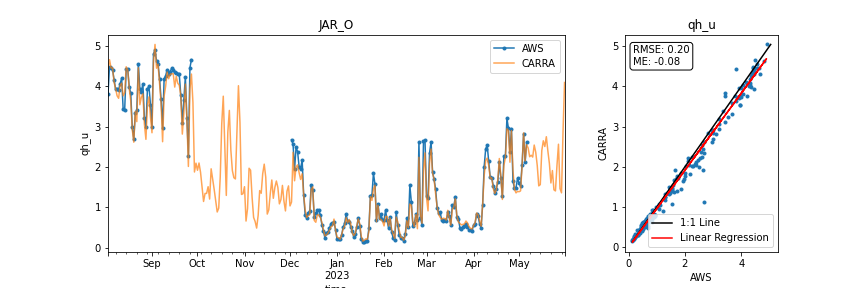 JAR_O
qh_u
5
4
3
2
1
0
qh_u
AWS
CARRA
Sep
Oct
Nov
Dec
Jan
2023
Feb
Mar
Apr
May
qh_u
5
4
3
2
1
0
CARRA
RMSE: 0.20
ME: -0.08
1:1 Line
Linear Regression
0
2
4
AWS